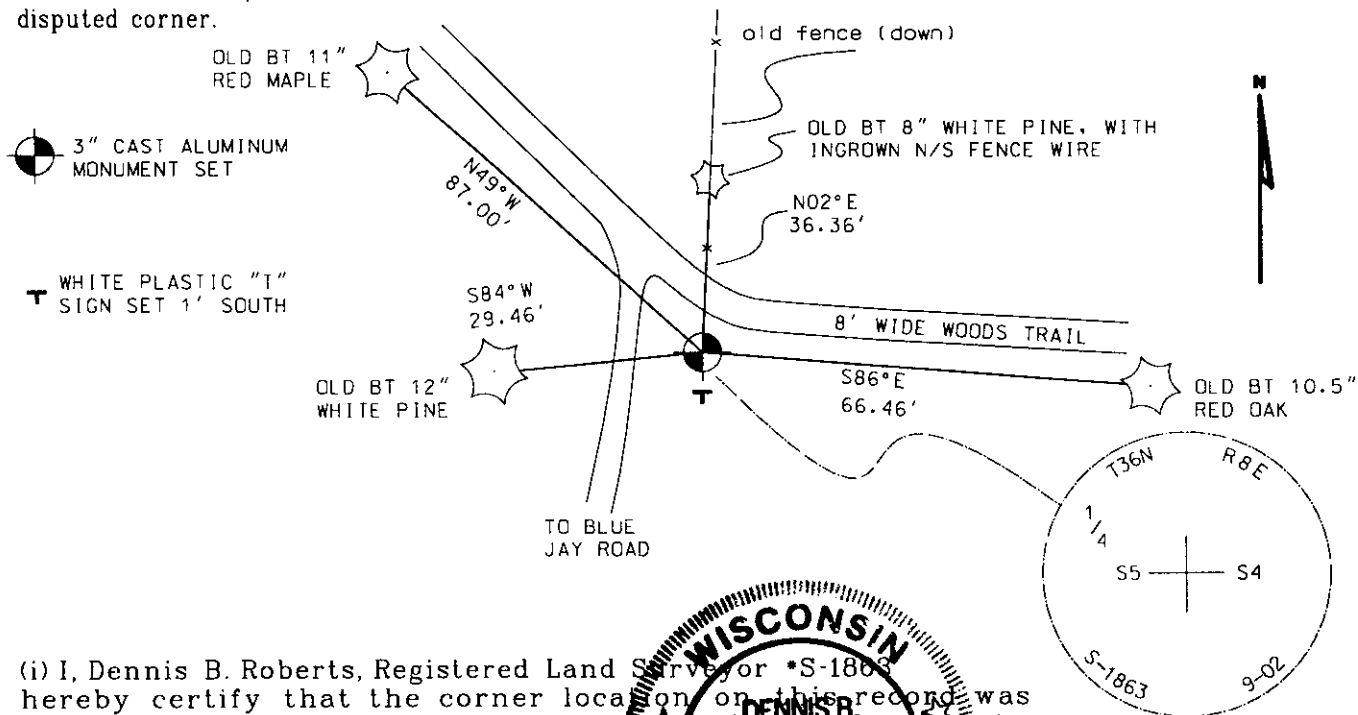 disputed corner.
old fence (down)
OLD BT 11"
RED MAPLE
N
3" CAST ALUMINUM
MONUMENT SET
OLD BT 8" WHITE PINE, WITH
INGROWN N/S FENCE WIRE
N49°W
87.00'
N02°E
36.36'
WHITE PLASTIC "T"
SIGN SET 1' SOUTH
S84°W
29.46'
8' WIDE WOODS TRAIL
OLD BT 12"
WHITE PINE
T
S86°E
66.46'
OLD BT 10.5"
RED OAK
TO BLUE
JAY ROAD
T36N R8E
1/4
S5 S4
S-1863 9-02
WISCONSIN
DENNIS B.
(i) I, Dennis B. Roberts, Registered Land Surveyor *S-1863
hereby certify that the corner location on this record was